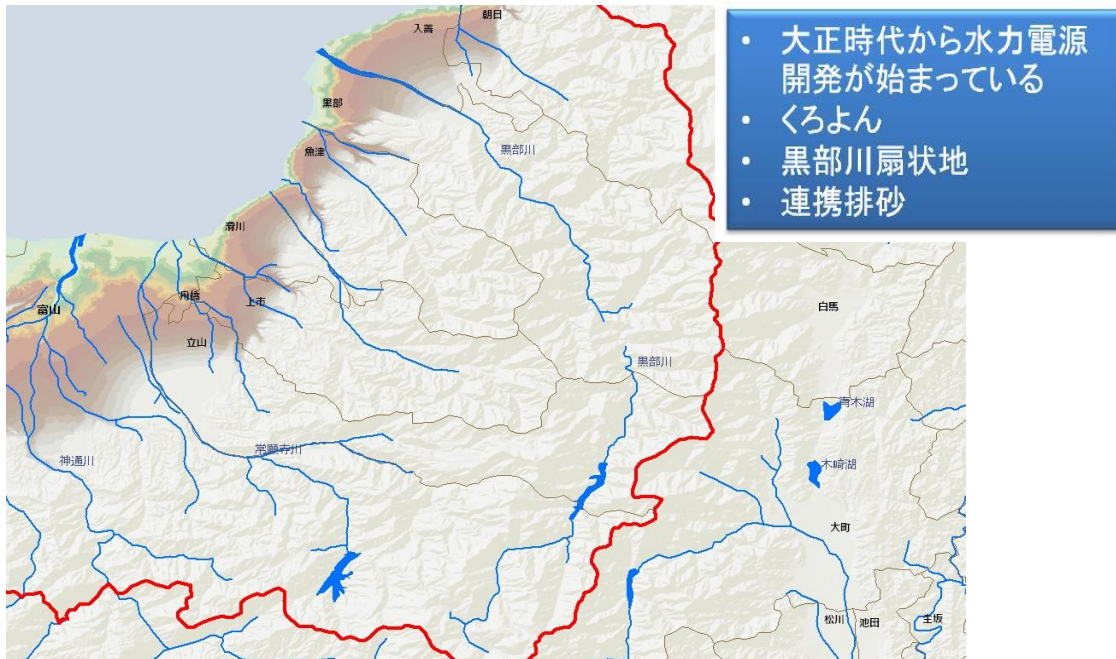 朝日
入善
黒部
魚津
黒部川
滑川
富山
舟橋
上市
立山
神通川
常願寺川
黒部川
白馬
青木湖
木崎湖
大町
松川
池田
生坂
• 大正時代から水力電源
開発が始まっている
• くろよん
• 黒部川扇状地
• 連携排砂